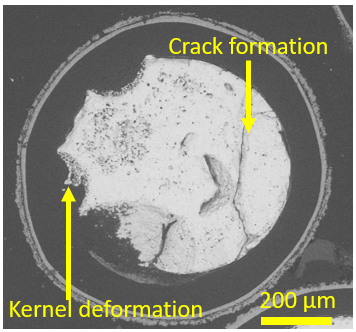 Crack formation
Kernel deformation
200 µm